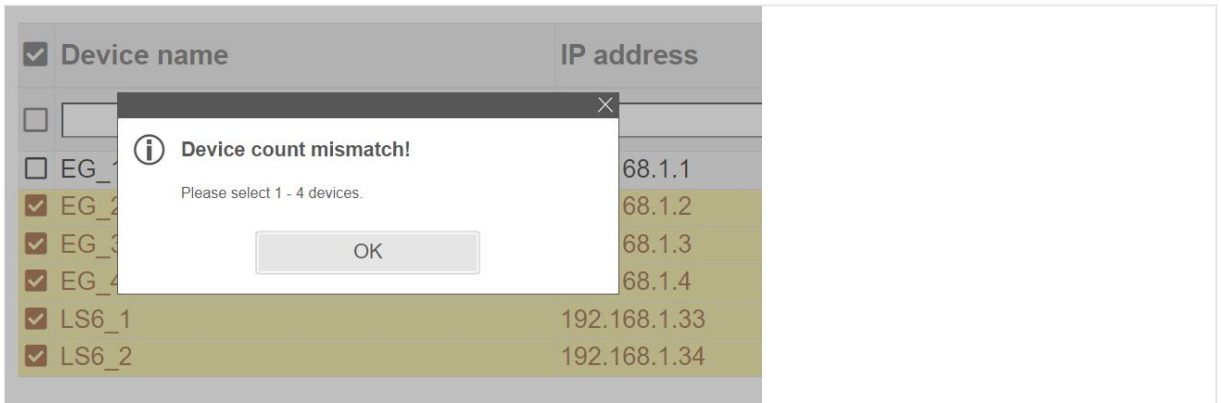 Device name IP address
Device count mismatch!
EG_ 68.1.1
Please select 1 - 4 devices.
EG_2 68.1.2
EG_3 68.1.3
OK
EG_4 68.1.4
LS6_1 192.168.1.33
LS6_2 192.168.1.34